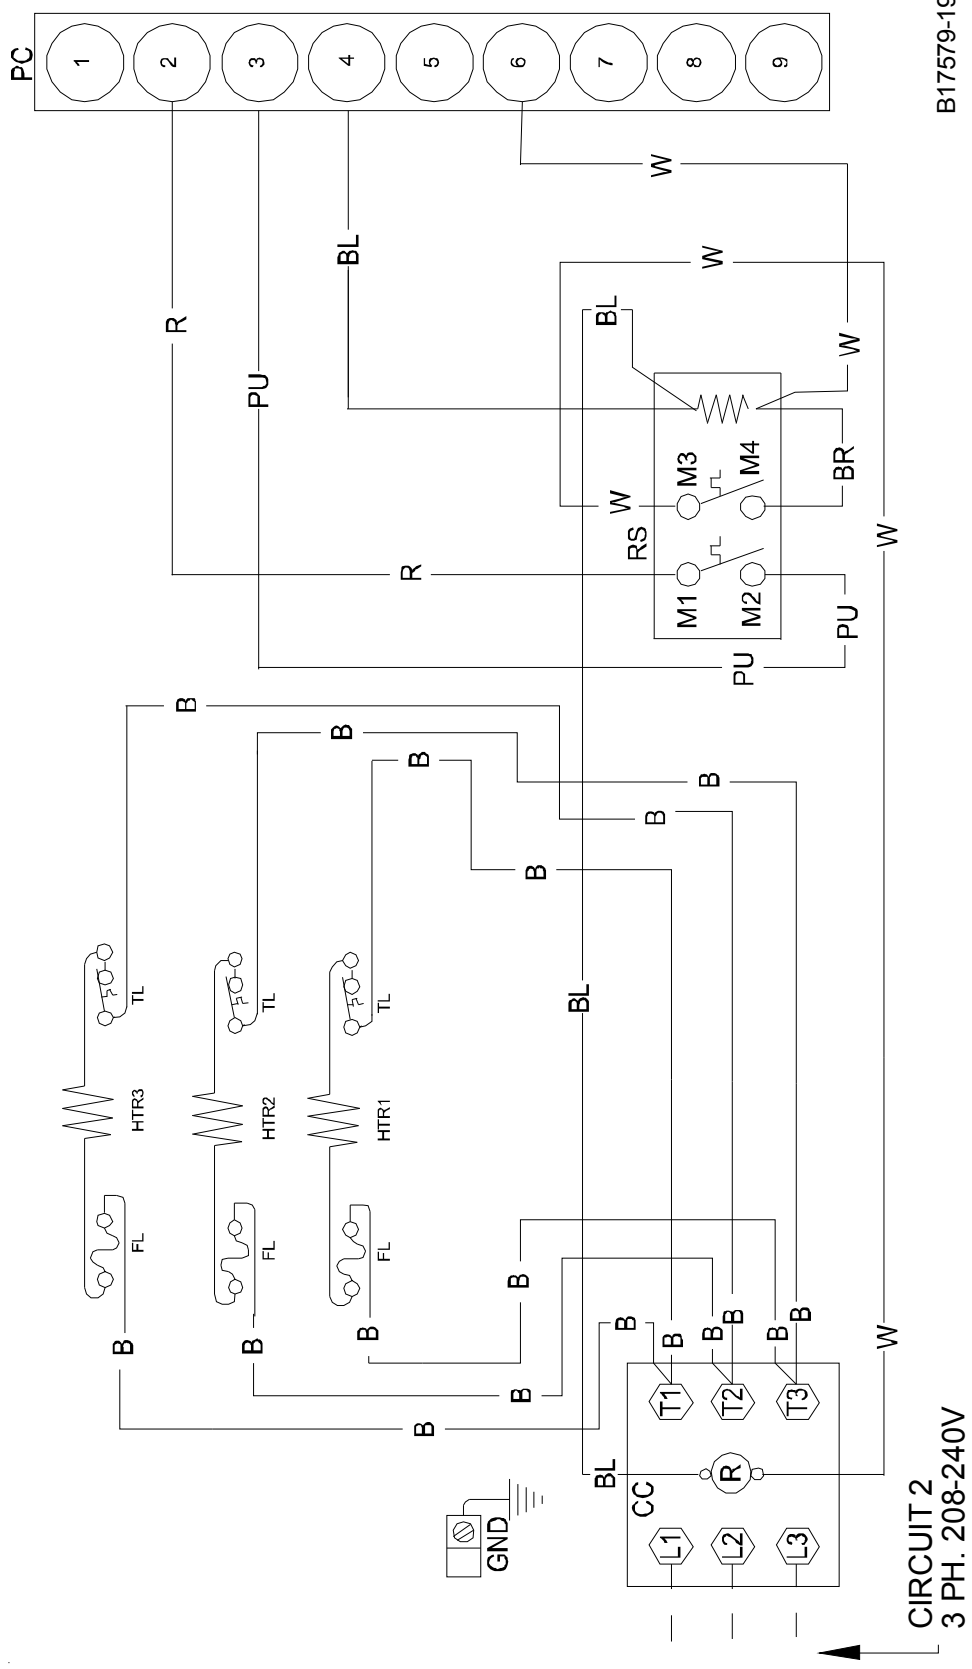 PC
1
2
3
4
5
6
7
8
9
B17579-19
W
BL
W
BL
R
W
PU
M3
M4
BR
W
RS
W
R
M1
M2
PU
PU
B
B
B
B
B
B
TL
TL
TL
BL
HTR3
HTR2
HTR1
FL
FL
FL
B
B
B
B
B
B
B
B
B
B
B
B
W
T1
T2
T3
BL
CC
R
GND
L1
L2
L3
CIRCUIT 2
3 PH. 208-240V